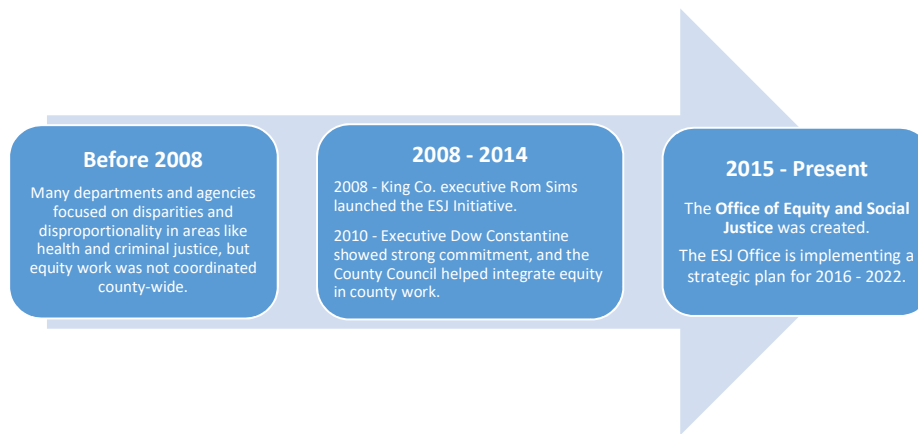 Before 2008
Many departments and agencies
focused on disparities and
disproportionality in areas like
health and criminal justice, but
equity work was not coordinated
county-wide.
2008 - 2014
2008 - King Co. executive Rom Sims
launched the ESJ Initiative.
2010 - Executive Dow Constantine
showed strong commitment, and the
County Council helped integrate equity
in county work.
2015 - Present
The Office of Equity and Social
Justice was created.
The ESJ Office is implementing a
strategic plan for 2016 - 2022.